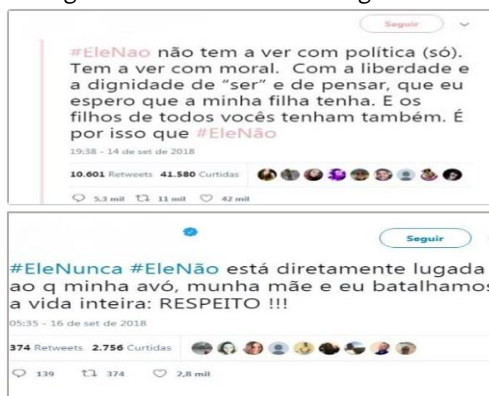 Seguir
#EleNao não tem a ver com política (só).
Tem a ver com moral. Com a liberdade e
a dignidade de "ser" e de pensar, que eu
espero que a minha filha tenha. E os
filhos de todos vocês tenham também. É
por isso que #EleNão
19:38 - 14 de set de 2018
10.601 Retweets 41.580 Curtidas
5,3 mil 11 mil 42 mil
Seguir
#EleNunca #EleNão está diretamente lugada
ao q minha avó, munha mãe e eu batalhamos
a vida inteira: RESPEITO !!!
05:35 - 16 de set de 2018
374 Retweets 2.756 Curtidas
139 374 2,8 mil